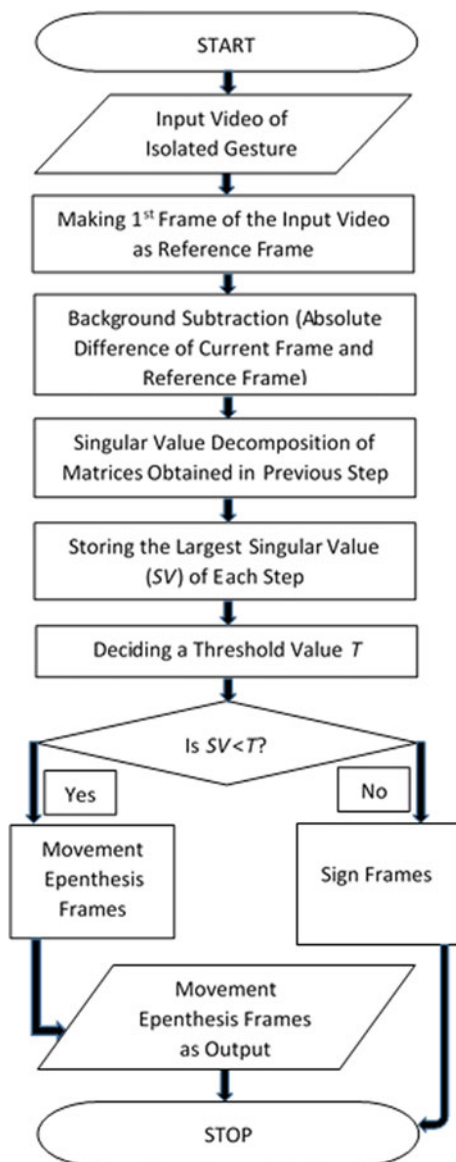 START
Input Video of
Isolated Gesture
Making 1st Frame of the Input Video
as Reference Frame
Background Subtraction (Absolute
Difference of Current Frame and
Reference Frame)
Singular Value Decomposition of
Matrices Obtained in Previous Step
Storing the Largest Singular Value
(SV) of Each Step
Deciding a Threshold Value T
Is SV<T?
Yes
No
Movement
Epenthesis
Frames
Sign Frames
Movement
Epenthesis Frames
as Output
STOP